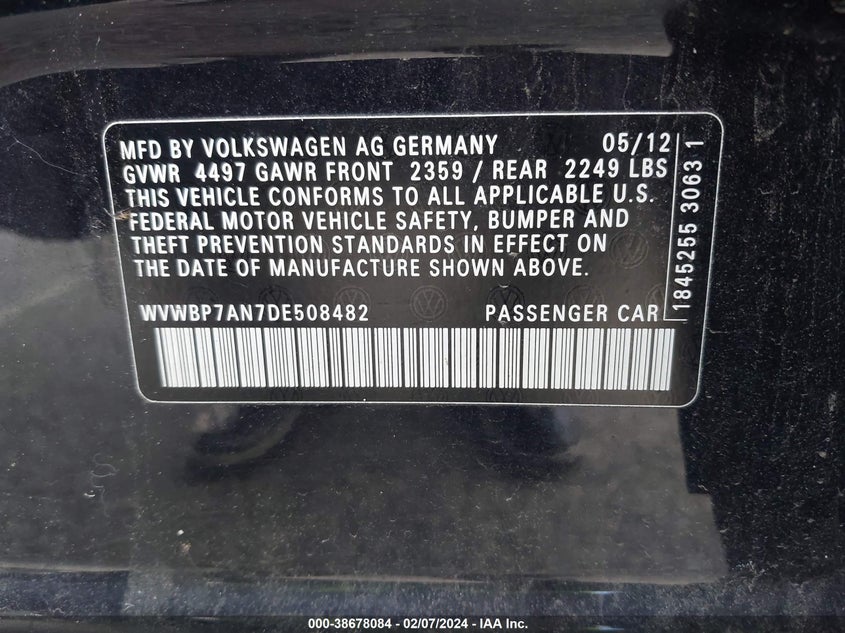 MFD BY VOLKSWAGEN AG GERMANY 05/12
GVWR 4497 GAWR FRONT 2359 / REAR 2249 LBS
THIS VEHICLE CONFORMS TO ALL APPLICABLE U.S.
FEDERAL MOTOR VEHICLE SAFETY, BUMPER AND
THEFT PREVENTION STANDARDS IN EFFECT ON
THE DATE OF MANUFACTURE SHOWN ABOVE.
WVWBP7AN7DE508482 PASSENGER CAR
1845255 3063 1
000-38678084 - 02/07/2024 - IAA Inc.